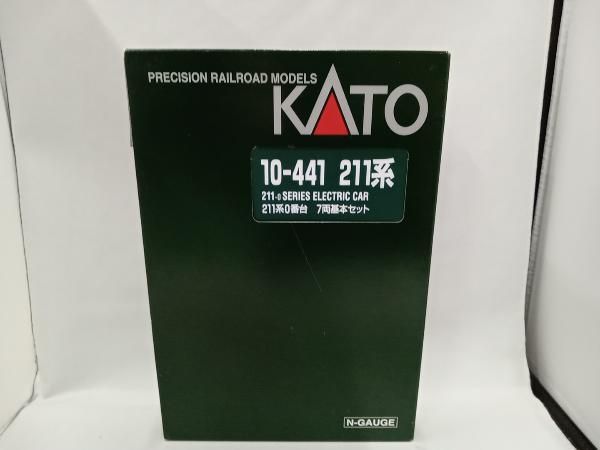 PRECISION RAILROAD MODELS
KATO
10-441 211系
211-0 SERIES ELECTRIC CAR
211系0番台 7両基本セット
N-GAUGE